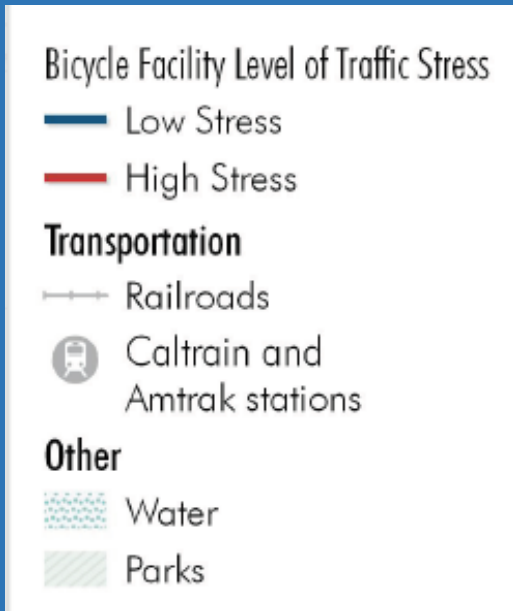 Bicycle Facility Level of Traffic Stress
Low Stress
High Stress
Transportation
Railroads
Caltrain and
Amtrak stations
Other
Water
Parks